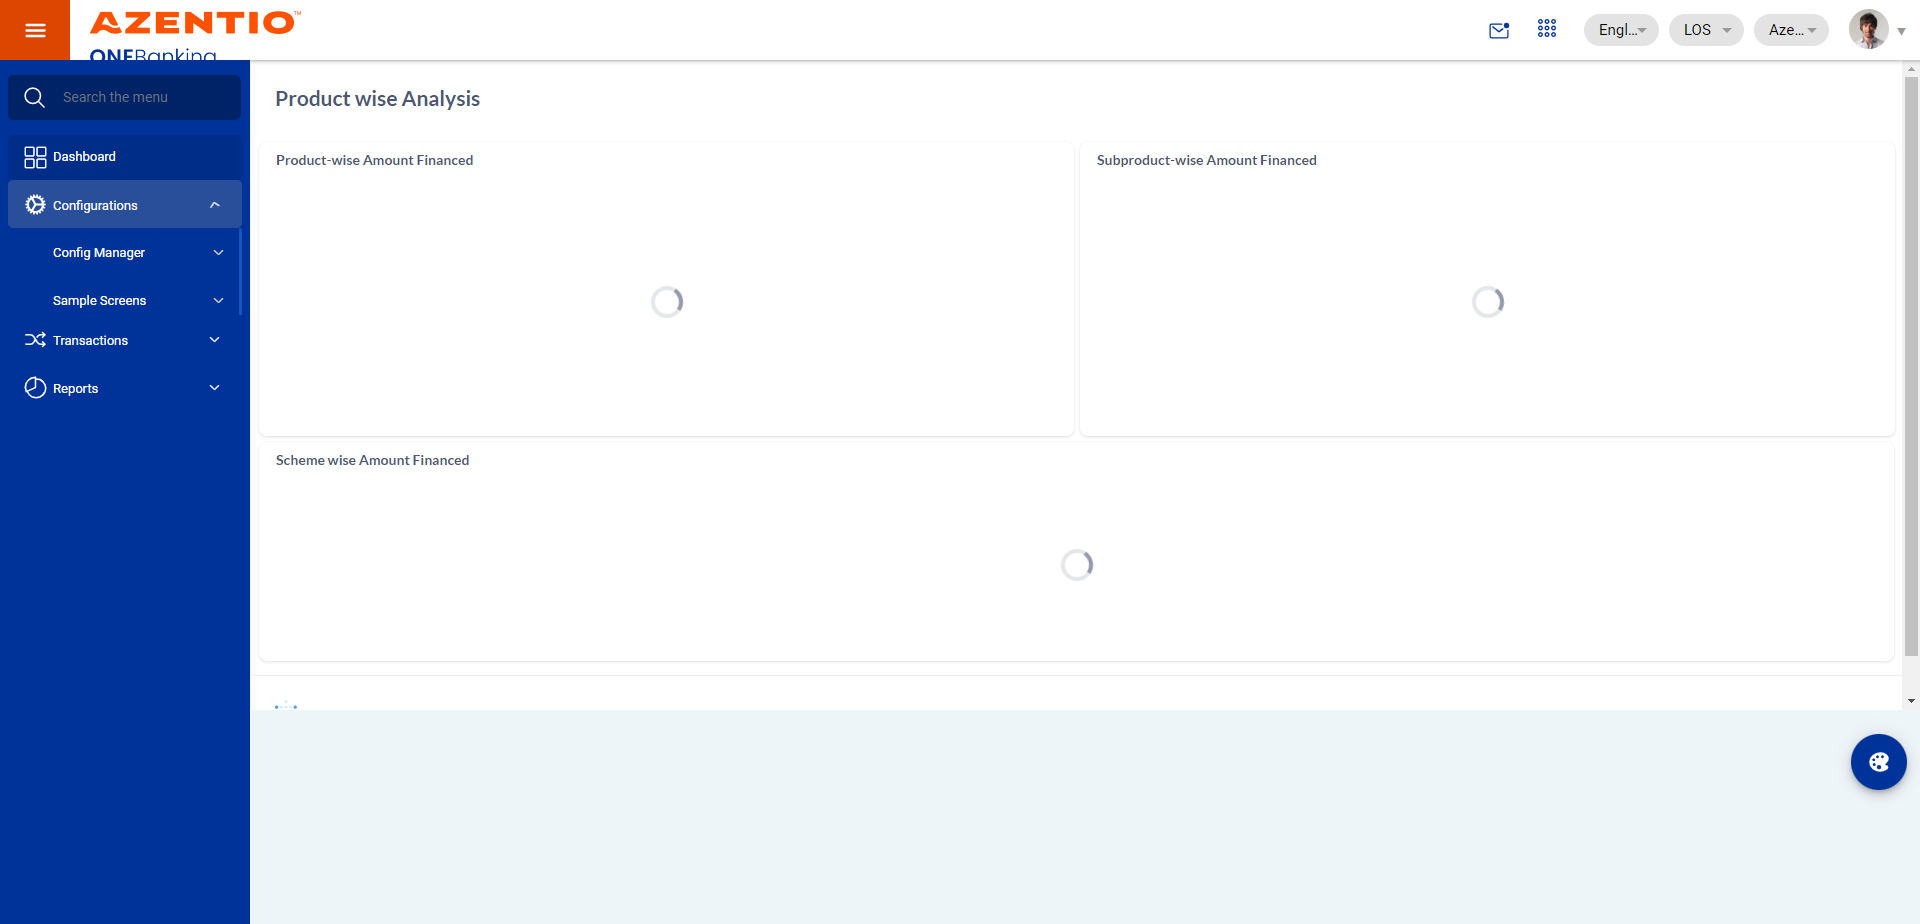 AZENTIO™
ONEBanking
Engl...
LOS
Aze...
Search the menu
Dashboard
Configurations
Config Manager
Sample Screens
Transactions
Reports
Product wise Analysis
Product-wise Amount Financed
Subproduct-wise Amount Financed
Scheme wise Amount Financed